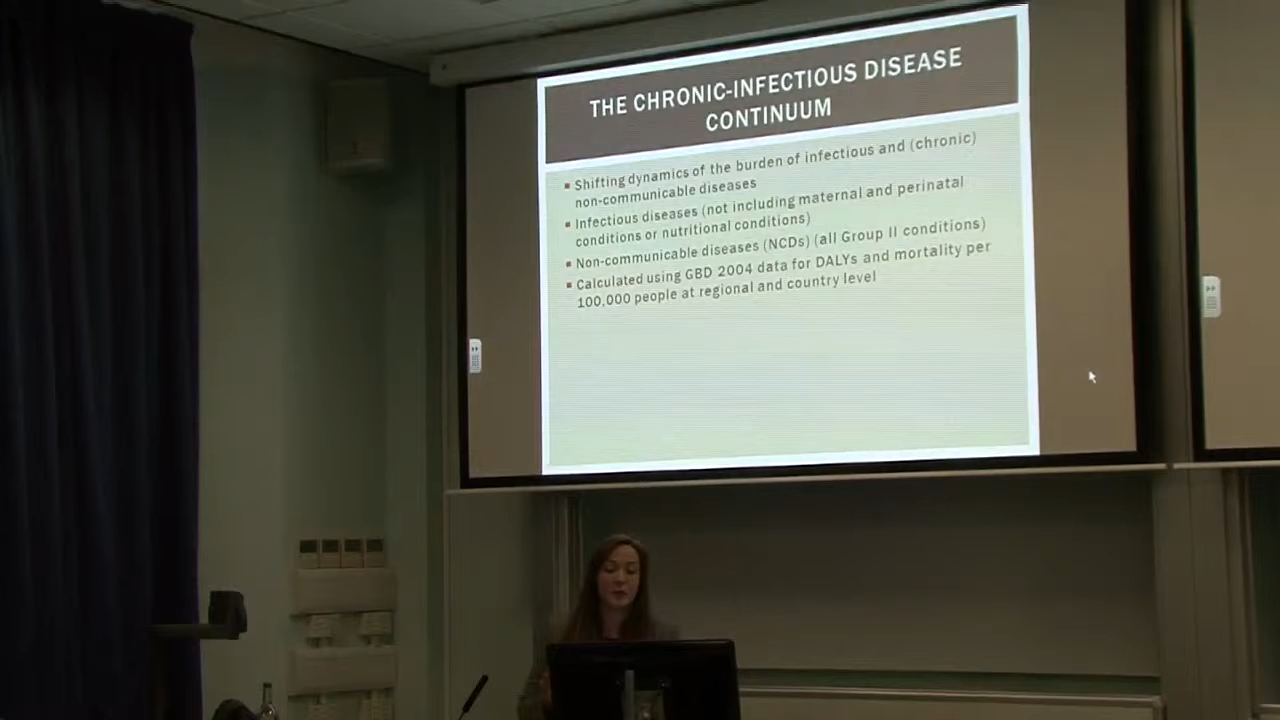 THE CHRONIC-INFECTIOUS DISEASE
CONTINUUM
▪ Shifting dynamics of the burden of infectious and (chronic)
non-communicable diseases
▪ Infectious diseases (not including maternal and perinatal
conditions or nutritional conditions)
▪ Non-communicable diseases (NCDs) (all Group II conditions)
▪ Calculated using GBD 2004 data for DALYs and mortality per
100,000 people at regional and country level